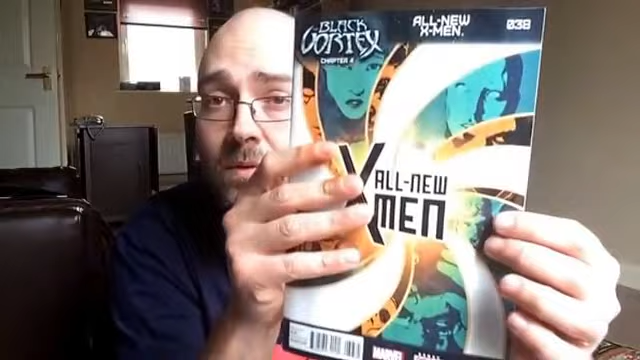 BLACK
VORTEX
CHAPTER 4
ALL-NEW
X-MEN.
038
X
ALL-NEW
MEN
MARVEL